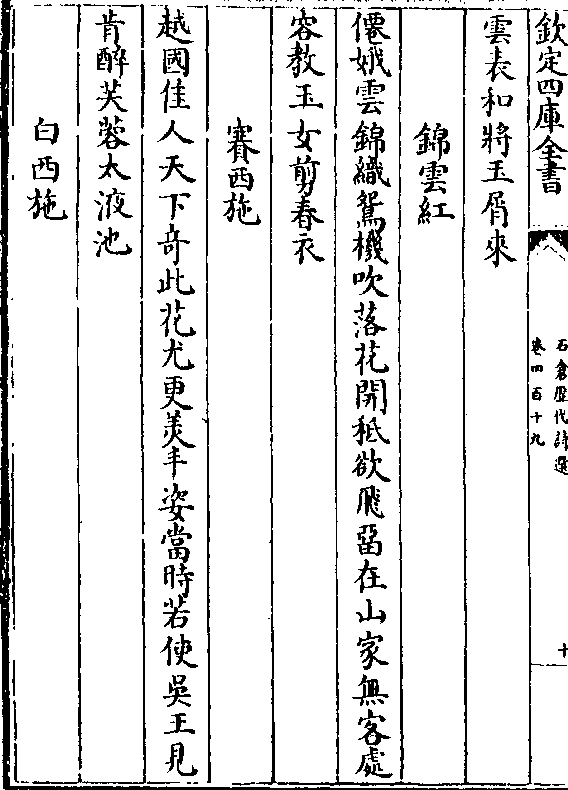 欽定四庫全書
石倉歷代詩選
卷四百十九
十
雲表和將玉屑來
錦雲紅
僊娥雲錦織鴛機吹落花開秪欲飛留在山家無客處
容教玉女剪春衣
賽西施
越國佳人天下奇此花尤更羙丰姿當時若使吳王見
肯醉芙蓉太液池
白西施